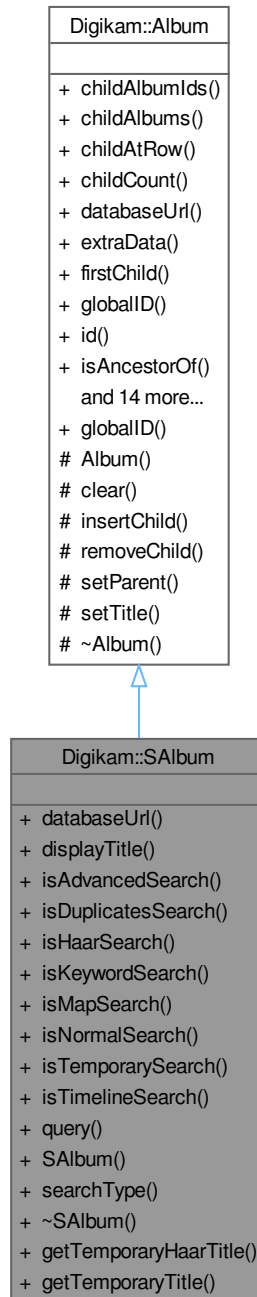 Digikam::Album
+ childAlbumIds()
+ childAlbums()
+ childAtRow()
+ childCount()
+ databaseUrl()
+ extraData()
+ firstChild()
+ globalID()
+ id()
+ isAncestorOf()
and 14 more...
+ globalID()
# Album()
# clear()
# insertChild()
# removeChild()
# setParent()
# setTitle()
# ~Album()
Digikam::SAlbum
+ databaseUrl()
+ displayTitle()
+ isAdvancedSearch()
+ isDuplicatesSearch()
+ isHaarSearch()
+ isKeywordSearch()
+ isMapSearch()
+ isNormalSearch()
+ isTemporarySearch()
+ isTimelineSearch()
+ query()
+ SAlbum()
+ searchType()
+ ~SAlbum()
+ getTemporaryHaarTitle()
+ getTemporaryTitle()